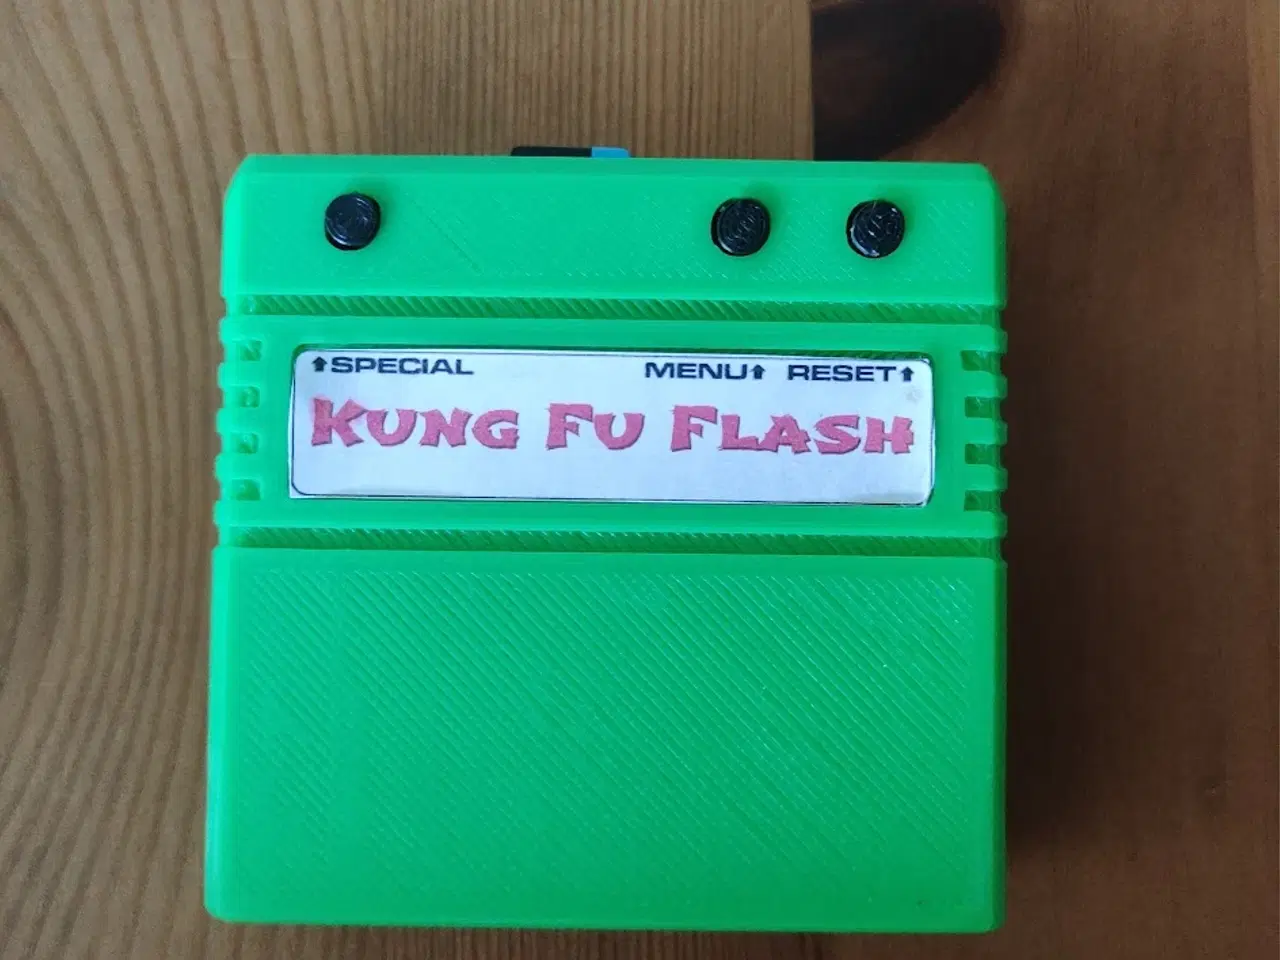 ⬆SPECIAL MENU⬆ RESET⬆
KUNG FU FLASH